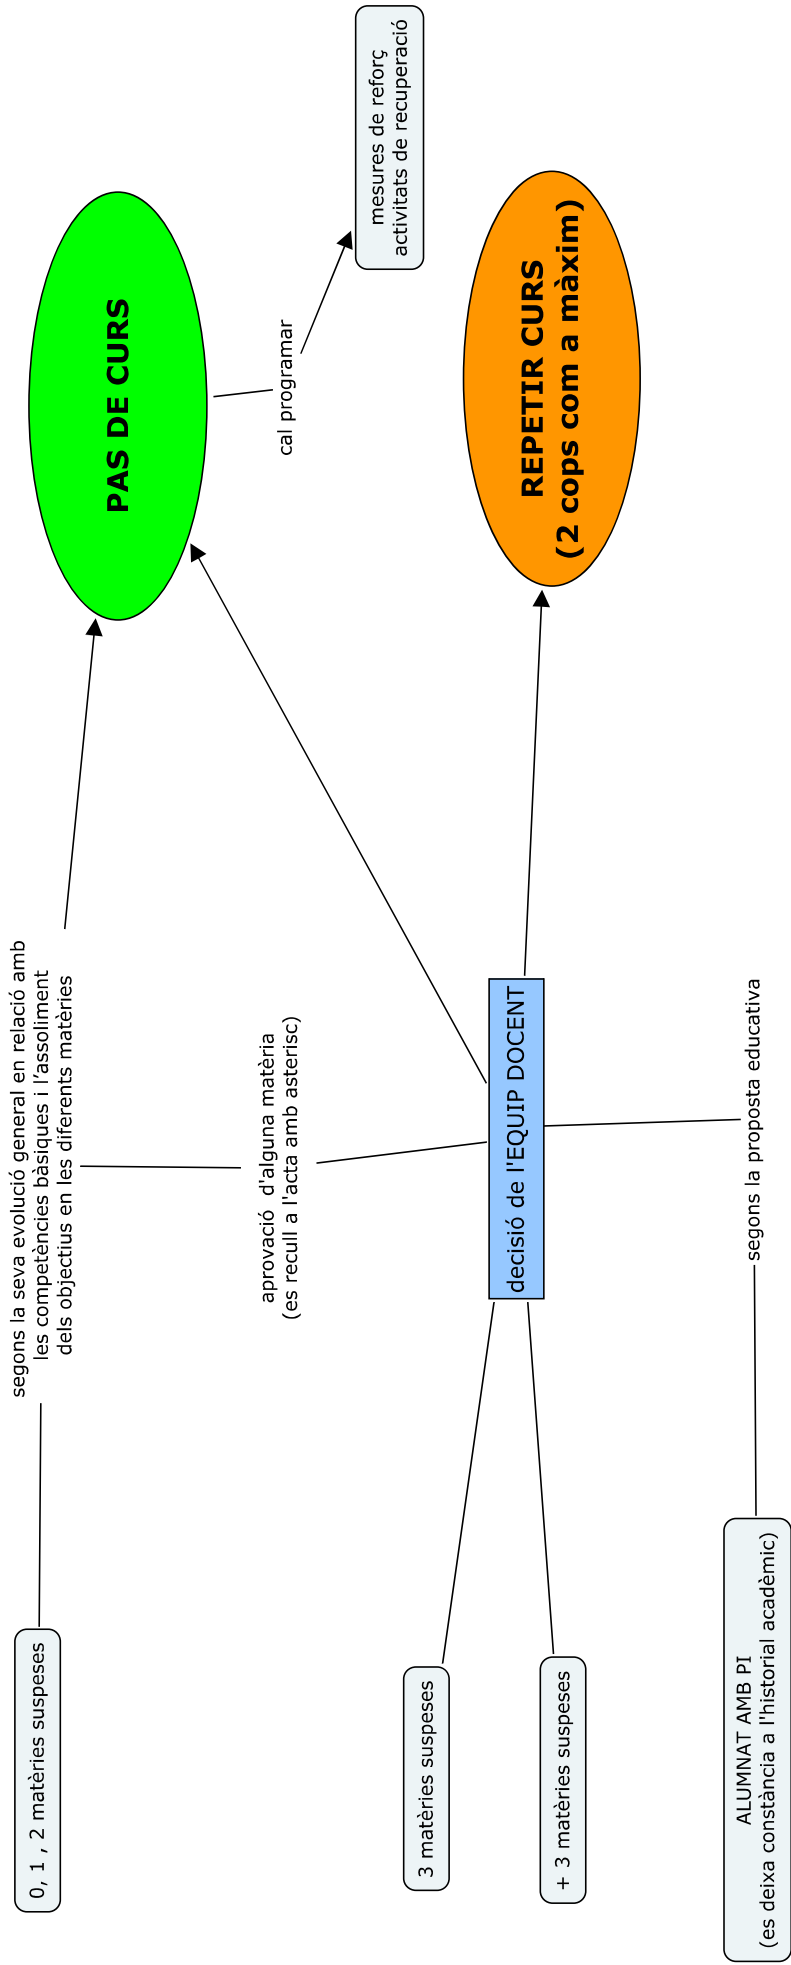 0, 1 , 2 matèries suspeses
segons la seva evolució general en relació amb
les competències bàsiques i l'assoliment
dels objectius en les diferents matèries
PAS DE CURS
aprovació d'alguna matèria
(es recull a l'acta amb asterisc)
cal programar
mesures de reforç
activitats de recuperació
3 matèries suspeses
+ 3 matèries suspeses
decisió de l'EQUIP DOCENT
REPETIR CURS
(2 cops com a màxim)
ALUMNAT AMB PI
(es deixa constància a l'historial acadèmic)
segons la proposta educativa